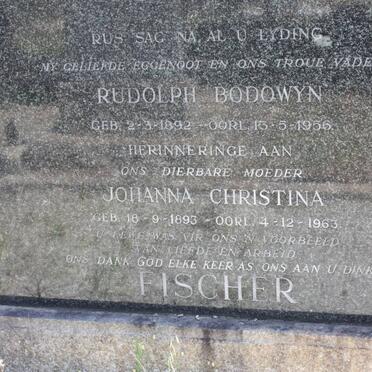 RUS SAG NA AL U LYDING
MY GELIEFDE EGGENOOT EN ONS TROUE VADER
RUDOLPH BODOWYN
GEB. 2-3-1892 — OORL. 13-5-1956
HERINNERINGE AAN
ONS DIERBARE MOEDER
JOHANNA CHRISTINA
GEB. 18-9-1893 — OORL. 4-12-1963
U LEWE WAS VIR ONS 'N VOORBEELD
VAN LIEFDE EN ARBEID
ONS DANK GOD ELKE KEER AS ONS AAN U DINK
FISCHER